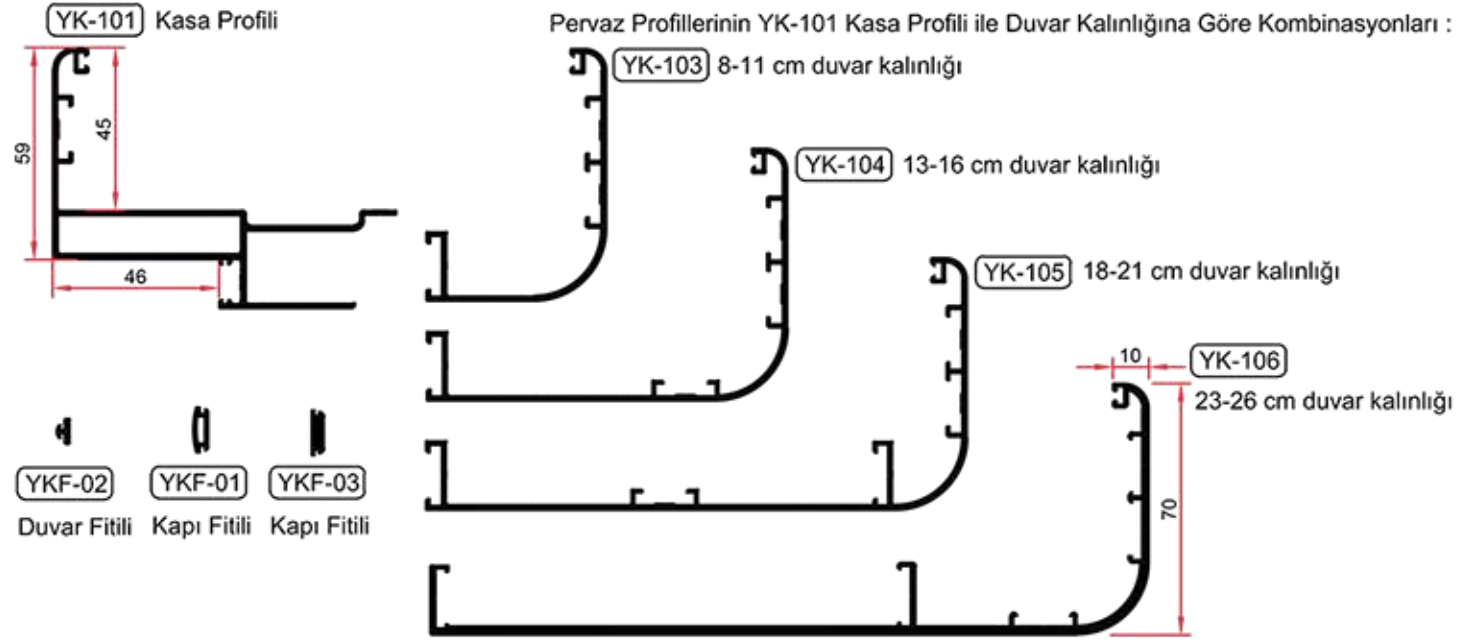 YK-101 Kasa Profili
Pervaz Profillerinin YK-101 Kasa Profili ile Duvar Kalınlığına Göre Kombinasyonları :
YK-103 8-11 cm duvar kalınlığı
59
45
46
YK-104 13-16 cm duvar kalınlığı
YK-105 18-21 cm duvar kalınlığı
10
YK-106
23-26 cm duvar kalınlığı
70
YKF-02
Duvar Fitili
YKF-01
Kapı Fitili
YKF-03
Kapı Fitili